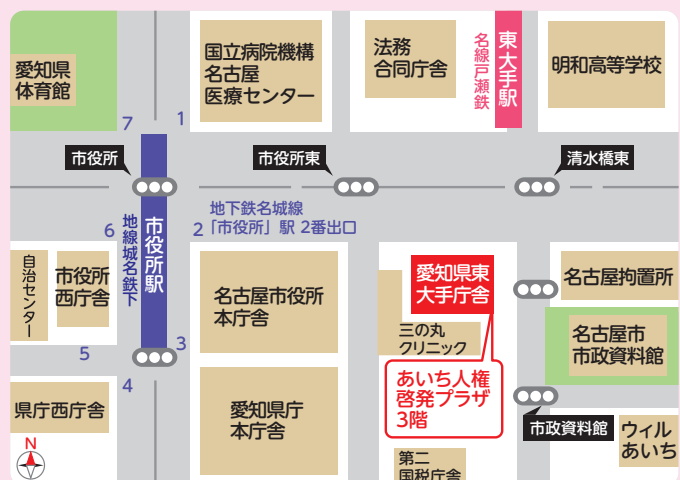 愛知県
体育館
国立病院機構
名古屋
医療センター
法務
合同庁舎
名線戸瀬鉄
東大手駅
明和高等学校
7
1
市役所
市役所東
清水橋東
地下鉄名城線
「市役所」駅 2番出口
2
6
地線城名鉄下
市役所駅
自治センター
市役所
西庁舎
名古屋市役所
本庁舎
愛知県東
大手庁舎
名古屋拘置所
三の丸
クリニック
名古屋市
市政資料館
5
3
4
あいち人権
啓発プラザ
3階
県庁西庁舎
愛知県庁
本庁舎
市政資料館
ウィル
あいち
第二
国税庁舎
N